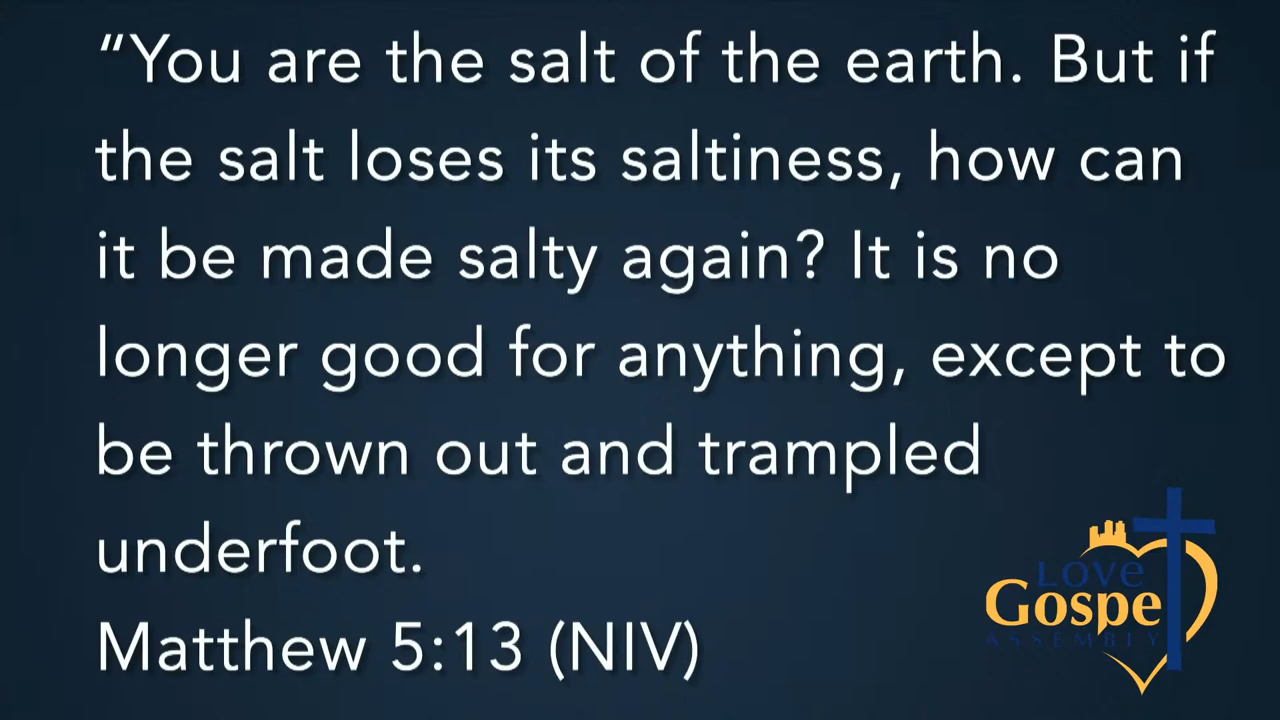 “You are the salt of the earth. But if
the salt loses its saltiness, how can
it be made salty again? It is no
longer good for anything, except to
be thrown out and trampled
underfoot.
Matthew 5:13 (NIV)
LOVE
Gospel
ASSEMBLY